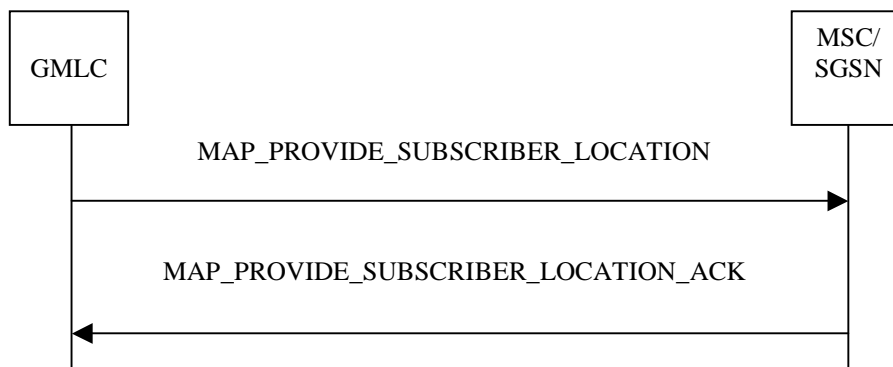 GMLC
MSC/
SGSN
MAP_PROVIDE_SUBSCRIBER_LOCATION
MAP_PROVIDE_SUBSCRIBER_LOCATION_ACK